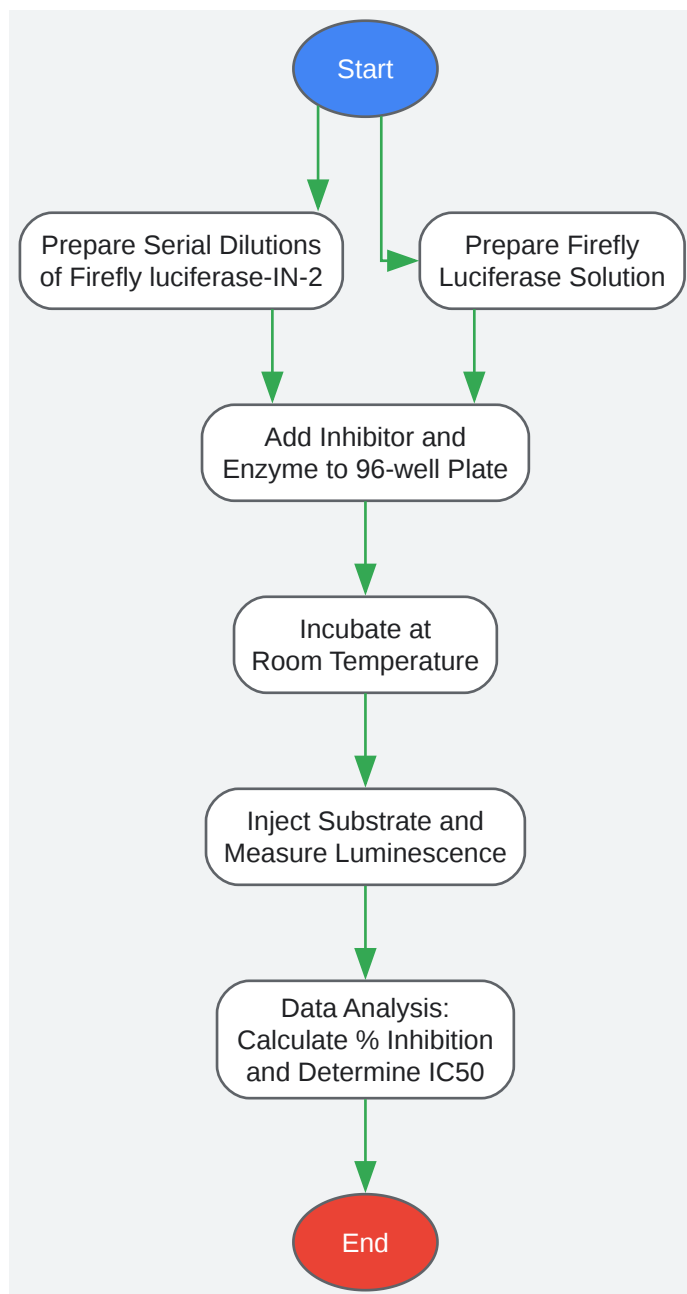 Start
Prepare Serial Dilutions
of Firefly luciferase-IN-2
Prepare Firefly
Luciferase Solution
Add Inhibitor and
Enzyme to 96-well Plate
Incubate at
Room Temperature
Inject Substrate and
Measure Luminescence
Data Analysis:
Calculate % Inhibition
and Determine IC50
End